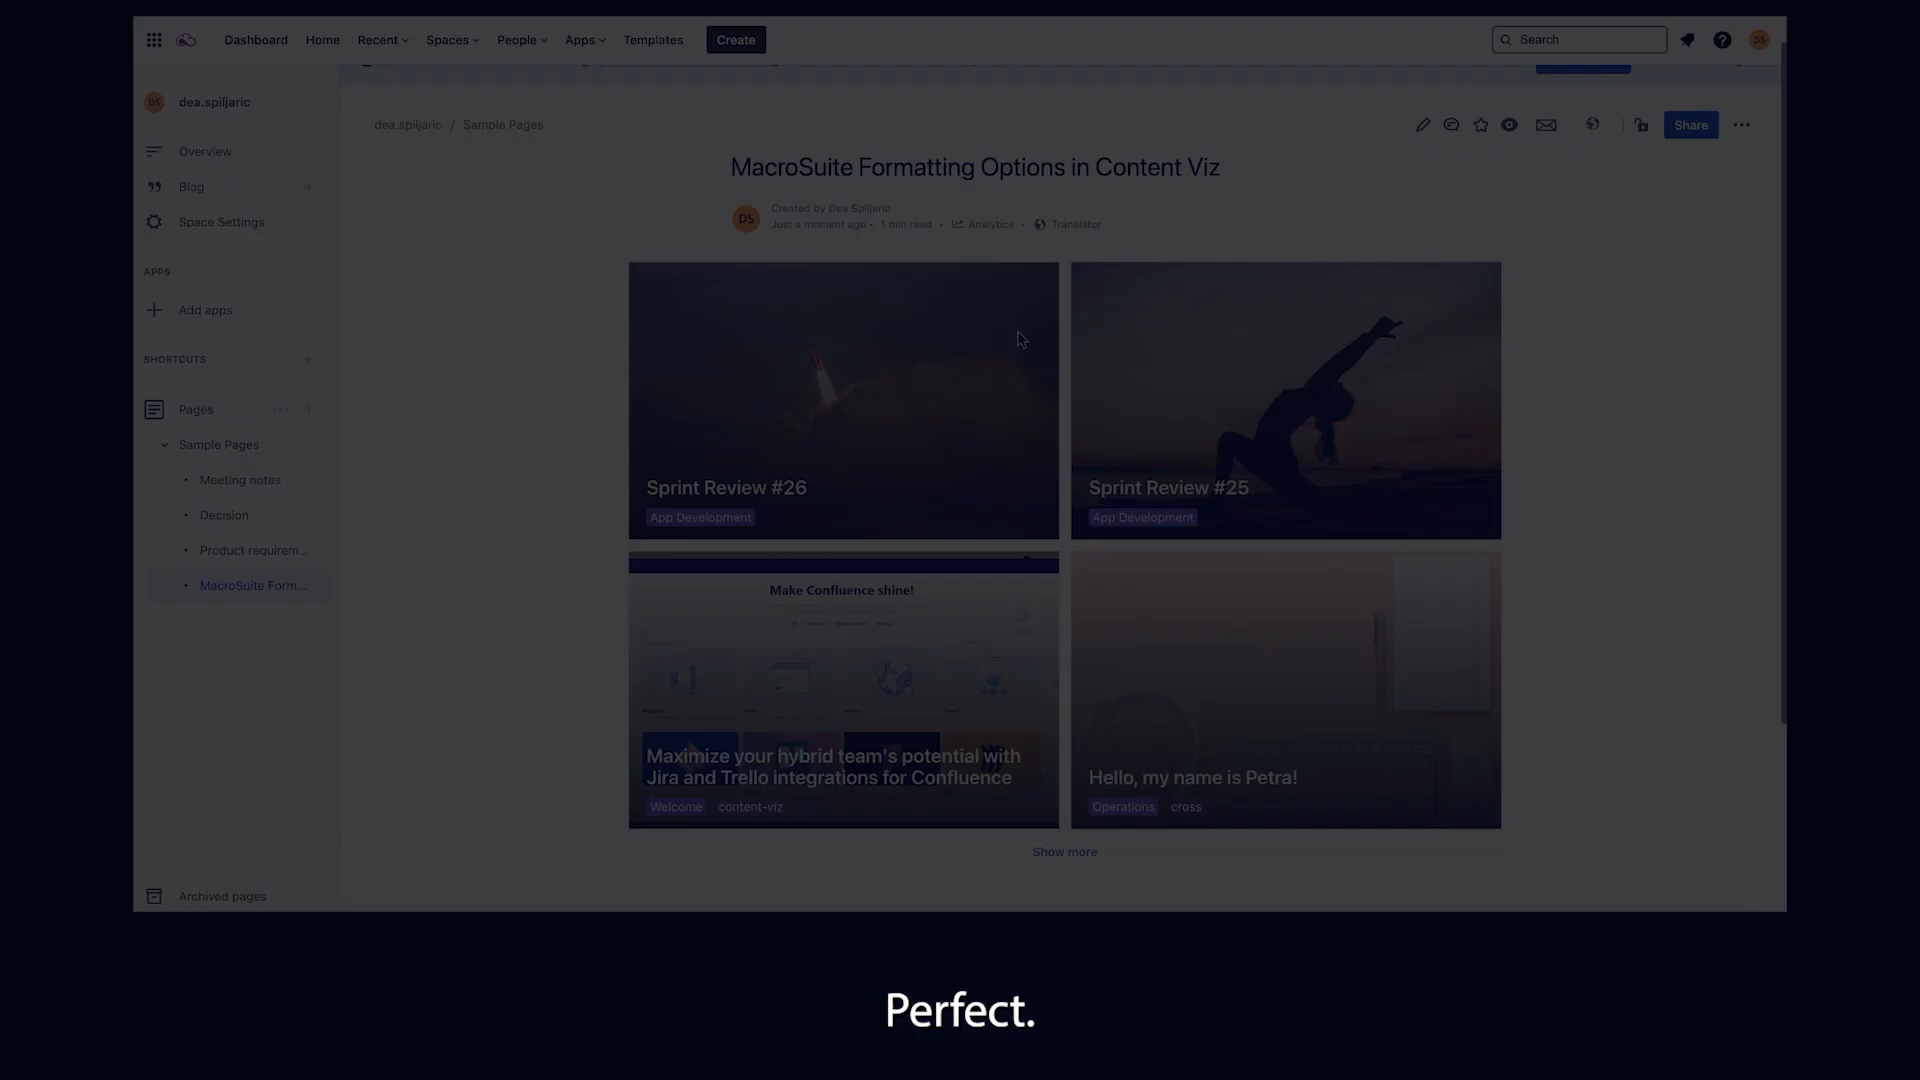 Dashboard Home Recent Spaces People Apps Templates Create Search DS
DS dea.spiljaric
Overview
Blog
Space Settings
APPS
Add apps
SHORTCUTS
Pages
Sample Pages
Meeting notes
Decision
Product requirem...
MacroSuite Form...
Archived pages
dea.spiljaric / Sample Pages
Share
MacroSuite Formatting Options in Content Viz
DS
Created by Dea Spiljaric
Just a moment ago • 1 min read • Analytics • Translator
Sprint Review #26
App Development
Sprint Review #25
App Development
Make Confluence shine!
Maximize your hybrid team's potential with
Jira and Trello integrations for Confluence
Welcome content-viz
Hello, my name is Petra!
Operations cross
Show more
Perfect.